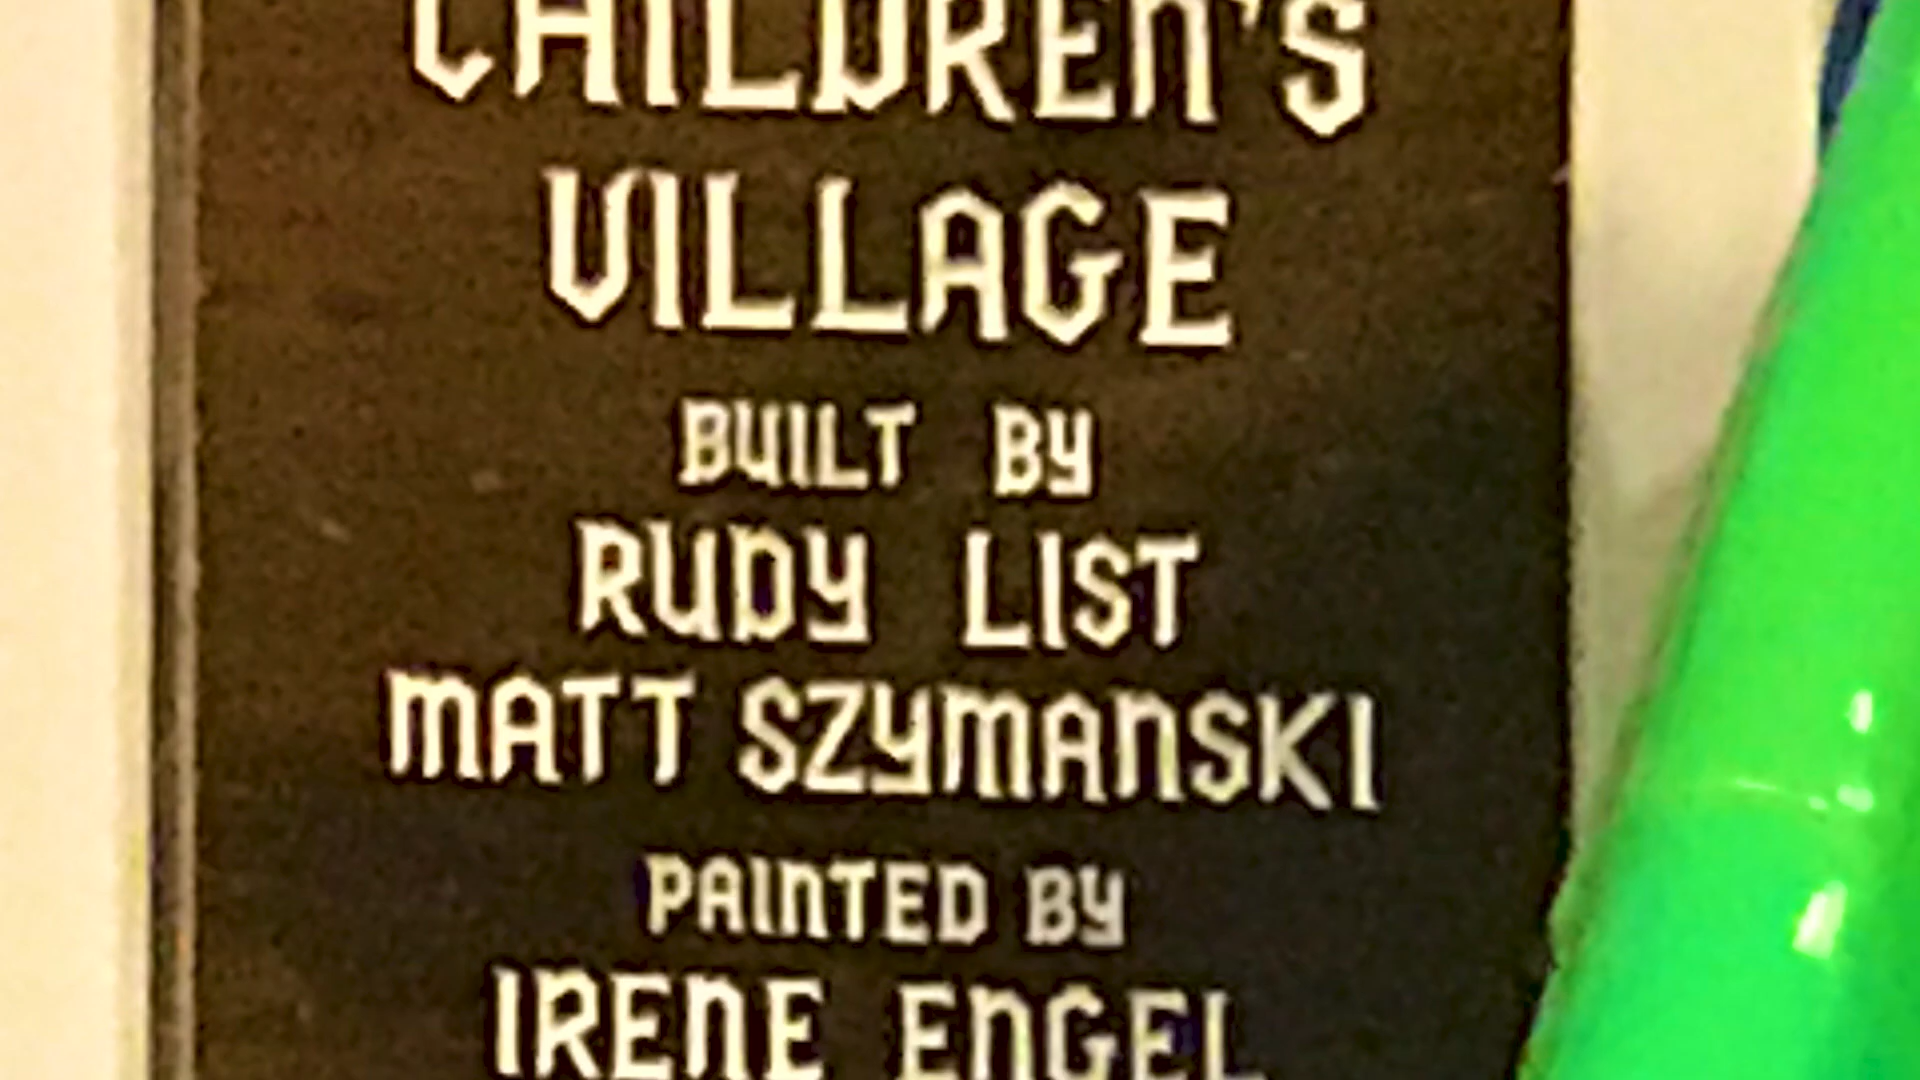 CHILDREN'S
VILLAGE
BUILT BY
RUDY LIST
MATT SZYMANSKI
PAINTED BY
IRENE ENGEL